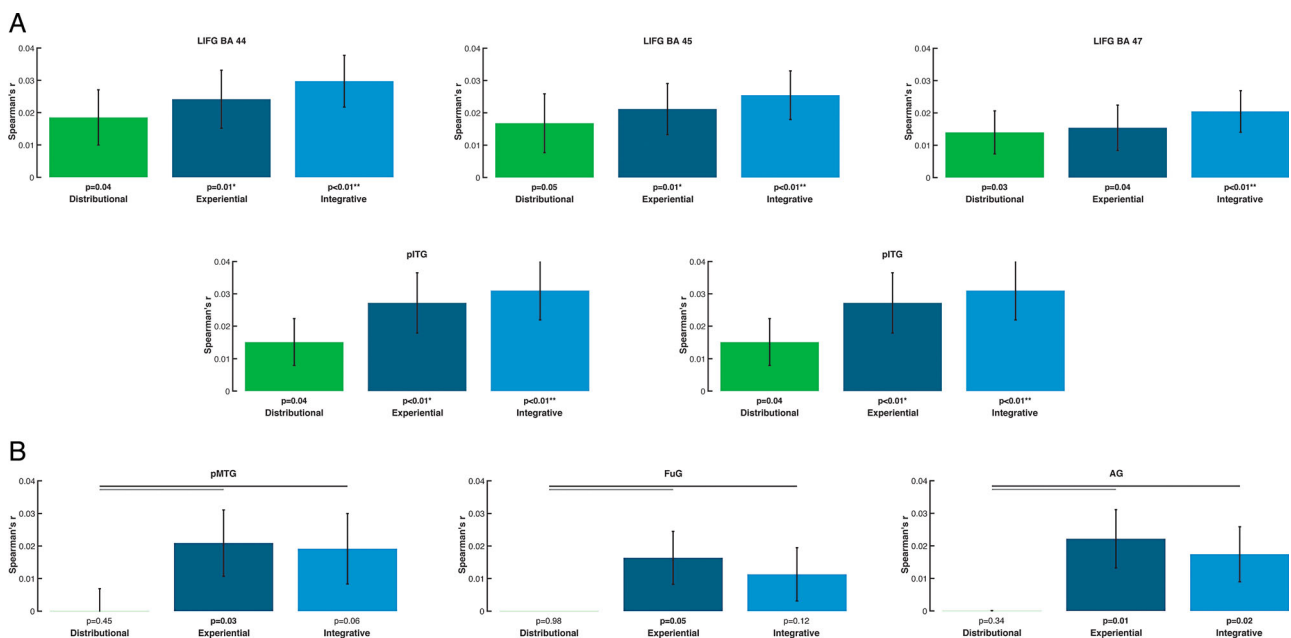 A
LIFG BA 44
0.04
0.03
0.02
0.01
0
Spearman's r
p=0.04 p=0.01* p<0.01**
Distributional Experiential Integrative
LIFG BA 45
0.04
0.03
0.02
0.01
0
Spearman's r
p=0.05 p=0.01* p<0.01**
Distributional Experiential Integrative
LIFG BA 47
0.04
0.03
0.02
0.01
0
Spearman's r
p=0.03 p=0.04 p<0.01**
Distributional Experiential Integrative
pITG
0.04
0.03
0.02
0.01
0
Spearman's r
p=0.04 p<0.01* p<0.01**
Distributional Experiential Integrative
pITG
0.04
0.03
0.02
0.01
0
Spearman's r
p=0.04 p<0.01* p<0.01**
Distributional Experiential Integrative
B
pMTG
0.04
0.03
0.02
0.01
0
Spearman's r
p=0.45 p=0.03 p=0.06
Distributional Experiential Integrative
FuG
0.04
0.03
0.02
0.01
0
Spearman's r
p=0.98 p=0.05 p=0.12
Distributional Experiential Integrative
AG
0.04
0.03
0.02
0.01
0
Spearman's r
p=0.34 p=0.01 p=0.02
Distributional Experiential Integrative